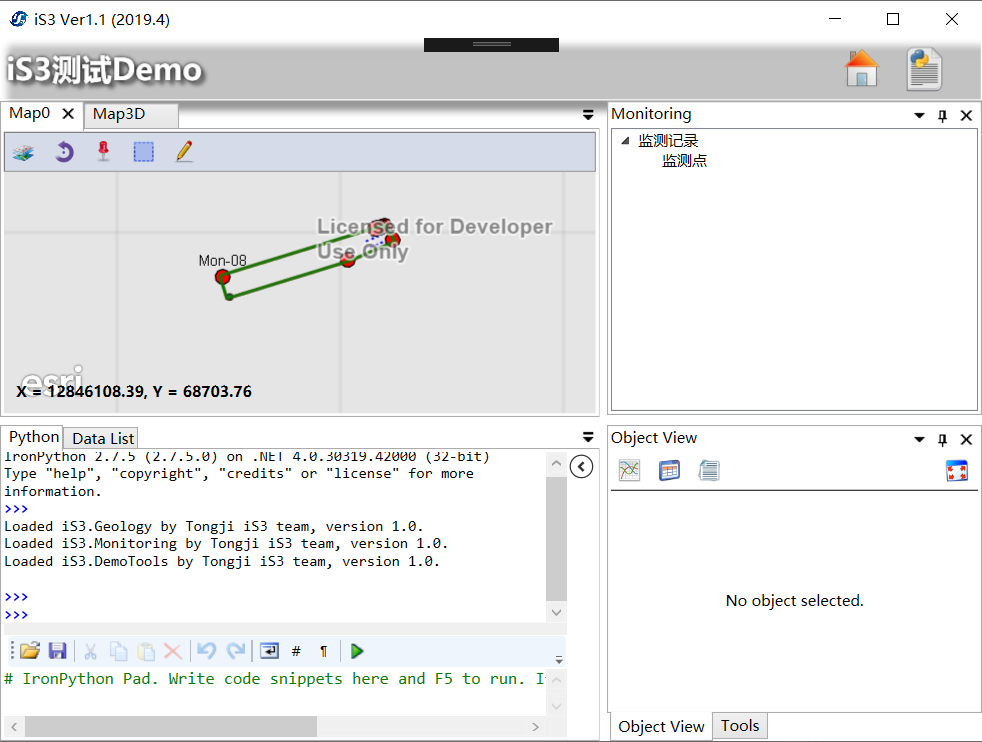 iS3 Ver1.1 (2019.4)
iS3测试Demo
Map0
Map3D
Licensed for Developer
Use Only
Mon-08
esri
X = 12846108.39, Y = 68703.76
Monitoring
监测记录
监测点
Python
Data List
IronPython 2.7.5 (2.7.5.0) on .NET 4.0.30319.42000 (32-bit)
Type "help", "copyright", "credits" or "license" for more
information.
>>>
Loaded iS3.Geology by Tongji iS3 team, version 1.0.
Loaded iS3.Monitoring by Tongji iS3 team, version 1.0.
Loaded iS3.DemoTools by Tongji iS3 team, version 1.0.
>>>
>>>
# ¶
# IronPython Pad. Write code snippets here and F5 to run. I
Object View
No object selected.
Object View
Tools